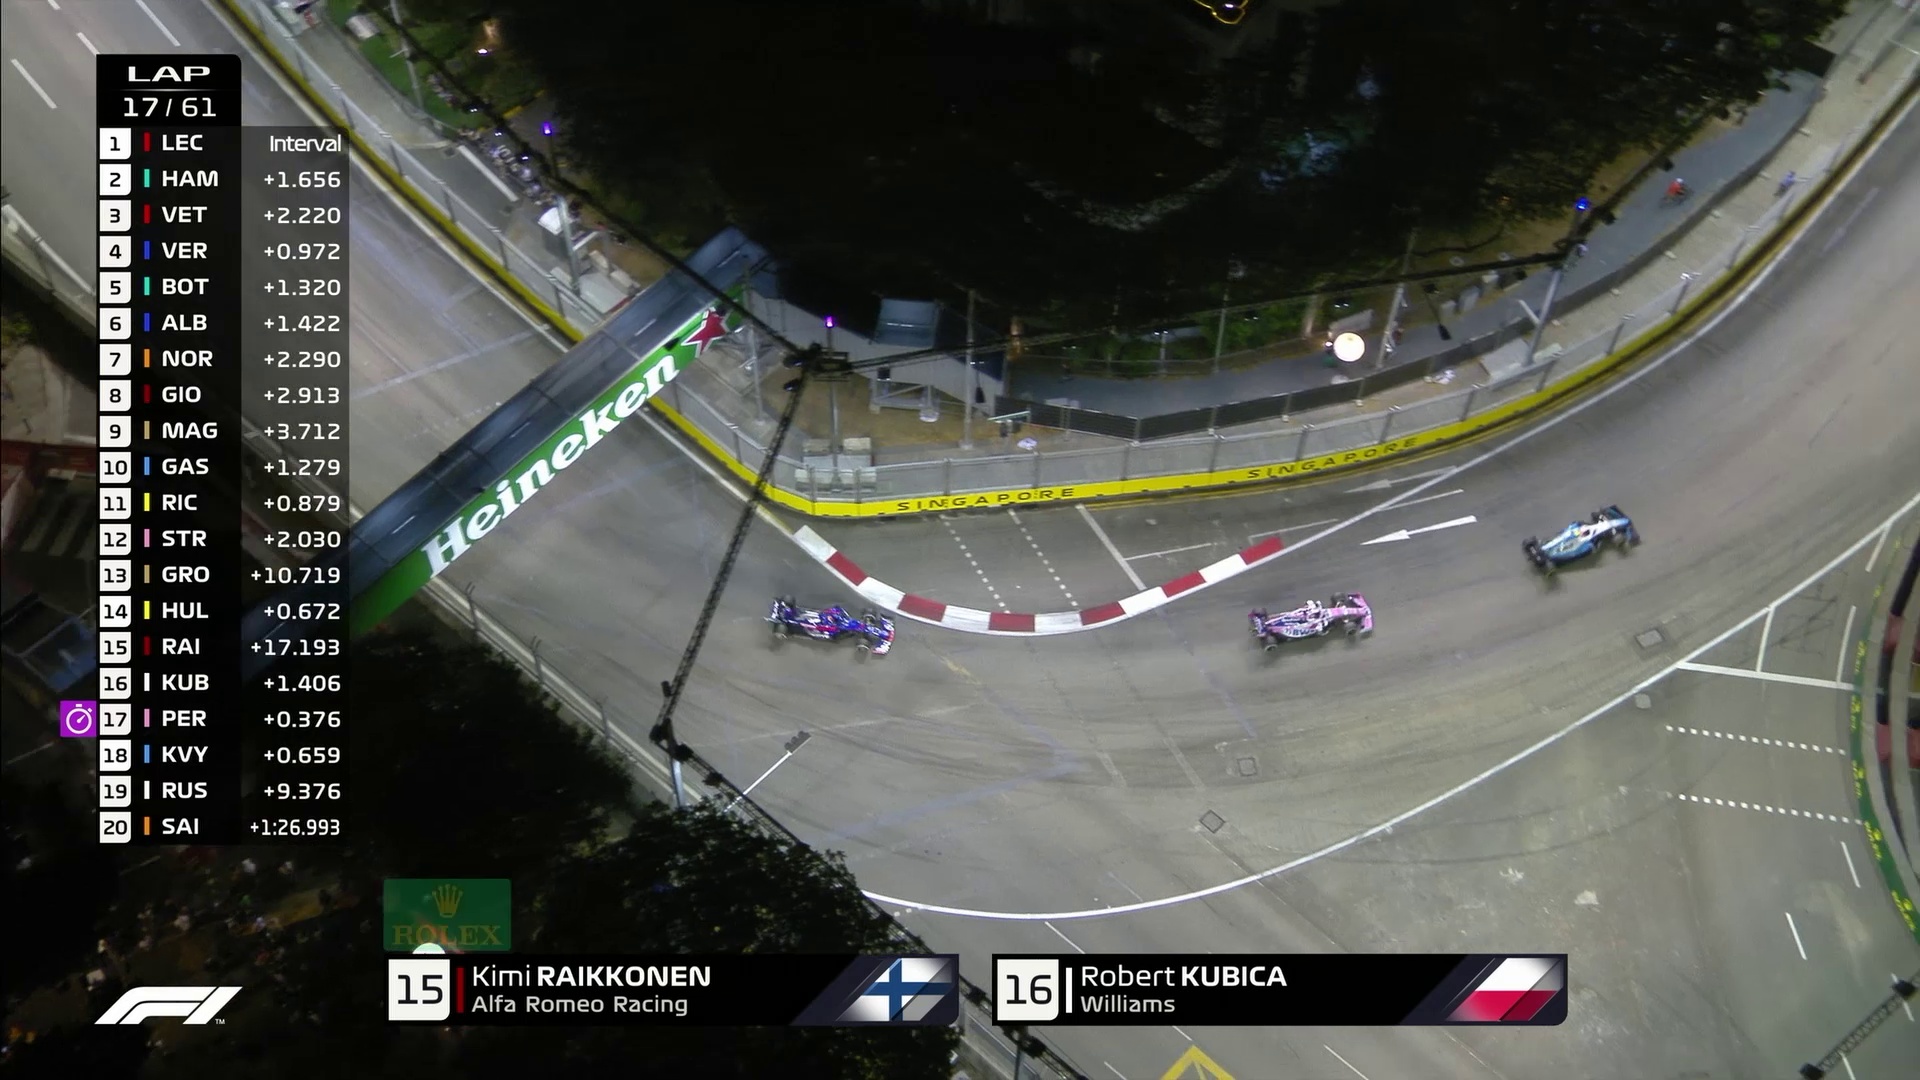 LAP
17/61
1 LEC Interval
2 HAM +1.656
3 VET +2.220
4 VER +0.972
5 BOT +1.320
6 ALB +1.422
7 NOR +2.290
8 GIO +2.913
9 MAG +3.712
10 GAS +1.279
11 RIC +0.879
12 STR +2.030
13 GRO +10.719
14 HUL +0.672
15 RAI +17.193
16 KUB +1.406
17 PER +0.376
18 KVY +0.659
19 RUS +9.376
20 SAI +1:26.993
Heineken
SINGAPORE
SINGAPORE
ROLEX
15 Kimi RAIKKONEN
Alfa Romeo Racing
16 Robert KUBICA
Williams
F1 ™